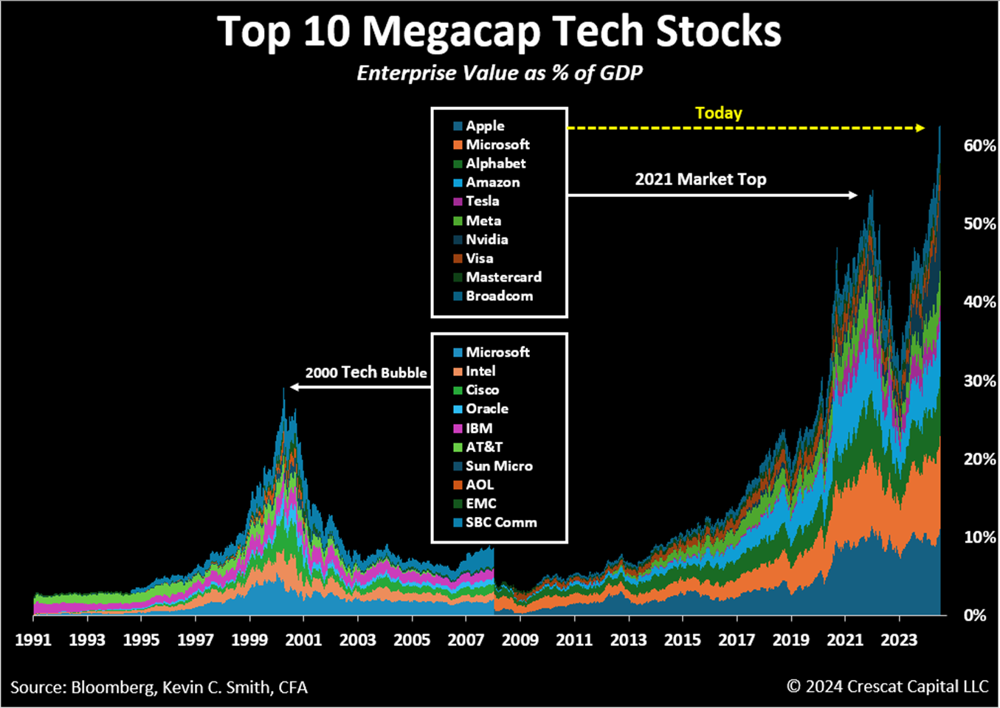 Top 10 Megacap Tech Stocks
Enterprise Value as % of GDP
Apple
Microsoft
Alphabet
Amazon
Tesla
Meta
Nvidia
Visa
Mastercard
Broadcom
Today
2021 Market Top
2000 Tech Bubble
Microsoft
Intel
Cisco
Oracle
IBM
AT&T
Sun Micro
AOL
EMC
SBC Comm
60%
50%
40%
30%
20%
10%
0%
1991 1993 1995 1997 1999 2001 2003 2005 2007 2009 2011 2013 2015 2017 2019 2021 2023
Source: Bloomberg, Kevin C. Smith, CFA
© 2024 Crescat Capital LLC